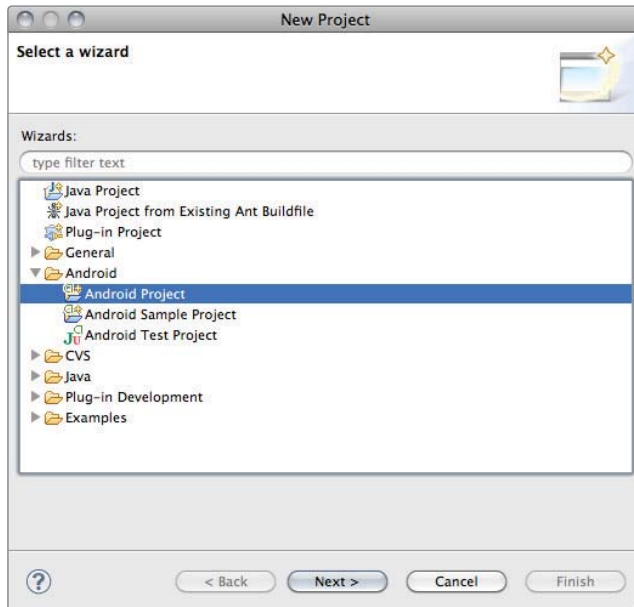 New Project
Select a wizard
Wizards:
type filter text
Java Project
Java Project from Existing Ant Buildfile
Plug-in Project
General
Android
Android Project
Android Sample Project
Android Test Project
CVS
Java
Plug-in Development
Examples
? < Back Next > Cancel Finish